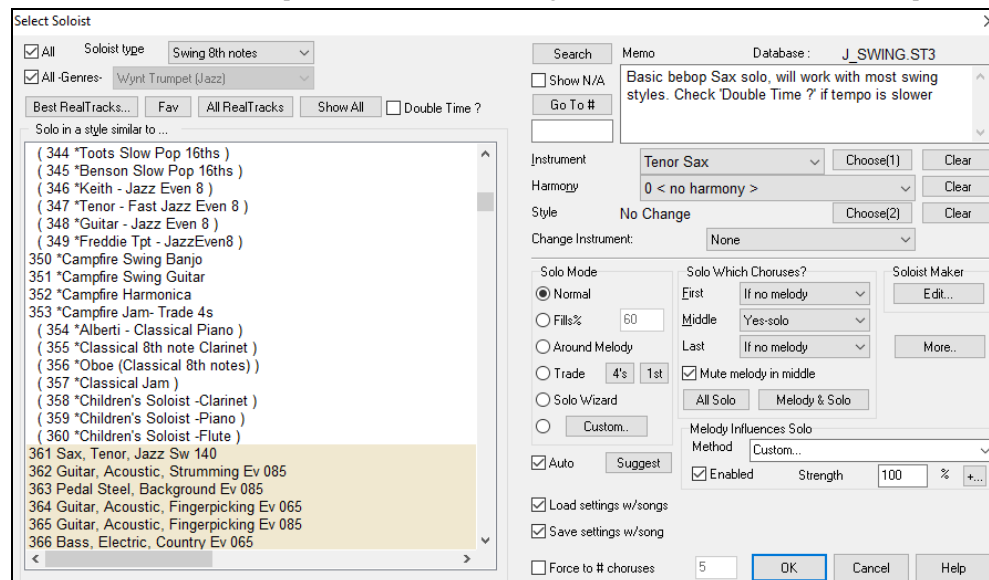 Select Soloist
All Soloist type Swing 8th notes
All -Genres- Wynt Trumpet (Jazz)
Best RealTracks... Fav All RealTracks Show All Double Time ?
Solo in a style similar to ...
( 344 *Toots Slow Pop 16ths )
( 345 *Benson Slow Pop 16ths )
( 346 *Keith - Jazz Even 8 )
( 347 *Tenor - Fast Jazz Even 8 )
( 348 *Guitar - Jazz Even 8 )
( 349 *Freddie Tpt - JazzEven8 )
350 *Campfire Swing Banjo
351 *Campfire Swing Guitar
352 *Campfire Harmonica
353 *Campfire Jam- Trade 4s
( 354 *Alberti - Classical Piano )
( 355 *Classical 8th note Clarinet )
( 356 *Oboe (Classical 8th notes) )
( 357 *Classical Jam )
( 358 *Children's Soloist -Clarinet )
( 359 *Children's Soloist -Piano )
( 360 *Children's Soloist -Flute )
361 Sax, Tenor, Jazz Sw 140
362 Guitar, Acoustic, Strumming Ev 085
363 Pedal Steel, Background Ev 085
364 Guitar, Acoustic, Fingerpicking Ev 065
365 Guitar, Acoustic, Fingerpicking Ev 085
366 Bass, Electric, Country Ev 065
Search Memo Database : J_SWING.ST3
Show N/A
Go To #
Basic bebop Sax solo, will work with most swing
styles. Check 'Double Time ?' if tempo is slower
Instrument Tenor Sax Choose(1) Clear
Harmony 0 < no harmony > Clear
Style No Change Choose(2) Clear
Change Instrument: None
Solo Mode
Normal
Fills% 60
Around Melody
Trade 4's 1st
Solo Wizard
Custom..
Auto Suggest
Solo Which Choruses?
First If no melody
Middle Yes-solo
Last If no melody
Mute melody in middle
All Solo Melody & Solo
Soloist Maker
Edit...
More..
Melody Influences Solo
Method Custom...
Enabled Strength 100 % +...
Load settings w/songs
Save settings w/song
Force to # choruses 5 OK Cancel Help